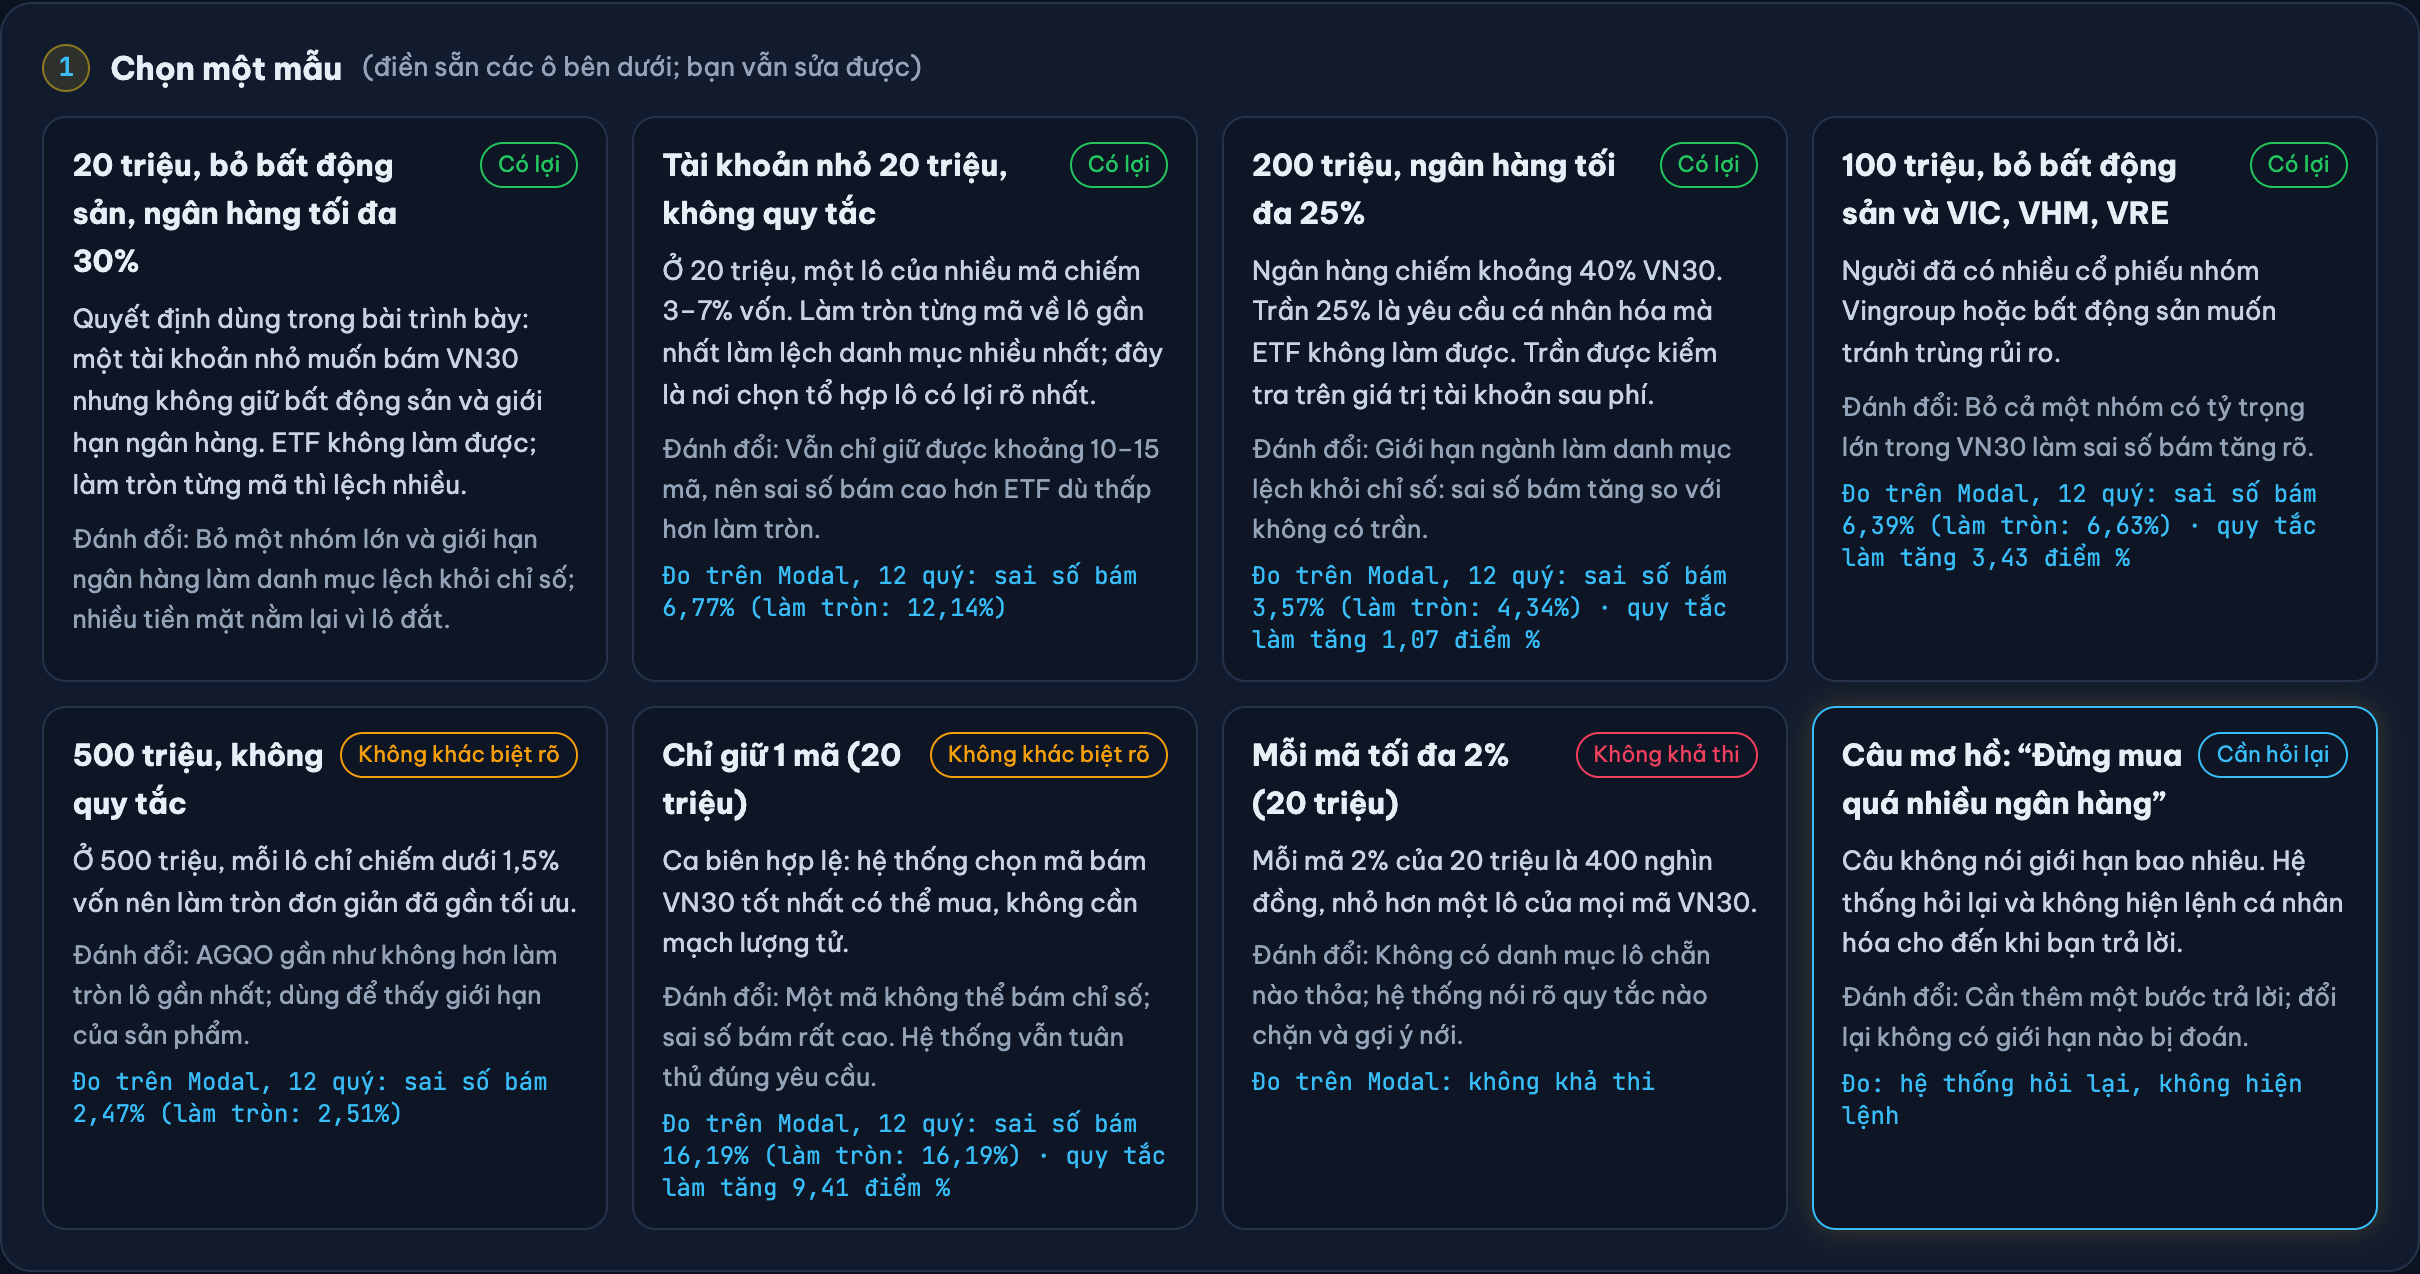 1 Chọn một mẫu (điền sẵn các ô bên dưới; bạn vẫn sửa được)
20 triệu, bỏ bất động
sản, ngân hàng tối đa
30%
Có lợi
Quyết định dùng trong bài trình bày:
một tài khoản nhỏ muốn bám VN30
nhưng không giữ bất động sản và giới
hạn ngân hàng. ETF không làm được;
làm tròn từng mã thì lệch nhiều.
Đánh đổi: Bỏ một nhóm lớn và giới hạn
ngân hàng làm danh mục lệch khỏi chỉ số;
nhiều tiền mặt nằm lại vì lô đắt.
Tài khoản nhỏ 20 triệu,
không quy tắc
Có lợi
Ở 20 triệu, một lô của nhiều mã chiếm
3–7% vốn. Làm tròn từng mã về lô gần
nhất làm lệch danh mục nhiều nhất; đây
là nơi chọn tổ hợp lô có lợi rõ nhất.
Đánh đổi: Vẫn chỉ giữ được khoảng 10–15
mã, nên sai số bám cao hơn ETF dù thấp
hơn làm tròn.
Đo trên Modal, 12 quý: sai số bám
6,77% (làm tròn: 12,14%)
200 triệu, ngân hàng tối
đa 25%
Có lợi
Ngân hàng chiếm khoảng 40% VN30.
Trần 25% là yêu cầu cá nhân hóa mà
ETF không làm được. Trần được kiểm
tra trên giá trị tài khoản sau phí.
Đánh đổi: Giới hạn ngành làm danh mục
lệch khỏi chỉ số: sai số bám tăng so với
không có trần.
Đo trên Modal, 12 quý: sai số bám
3,57% (làm tròn: 4,34%) · quy tắc
làm tăng 1,07 điểm %
100 triệu, bỏ bất động
sản và VIC, VHM, VRE
Có lợi
Người đã có nhiều cổ phiếu nhóm
Vingroup hoặc bất động sản muốn
tránh trùng rủi ro.
Đánh đổi: Bỏ cả một nhóm có tỷ trọng
lớn trong VN30 làm sai số bám tăng rõ.
Đo trên Modal, 12 quý: sai số bám
6,39% (làm tròn: 6,63%) · quy tắc
làm tăng 3,43 điểm %
500 triệu, không
quy tắc
Không khác biệt rõ
Ở 500 triệu, mỗi lô chỉ chiếm dưới 1,5%
vốn nên làm tròn đơn giản đã gần tối ưu.
Đánh đổi: AGQO gần như không hơn làm
tròn lô gần nhất; dùng để thấy giới hạn
của sản phẩm.
Đo trên Modal, 12 quý: sai số bám
2,47% (làm tròn: 2,51%)
Chỉ giữ 1 mã (20
triệu)
Không khác biệt rõ
Ca biên hợp lệ: hệ thống chọn mã bám
VN30 tốt nhất có thể mua, không cần
mạch lượng tử.
Đánh đổi: Một mã không thể bám chỉ số;
sai số bám rất cao. Hệ thống vẫn tuân
thủ đúng yêu cầu.
Đo trên Modal, 12 quý: sai số bám
16,19% (làm tròn: 16,19%) · quy tắc
làm tăng 9,41 điểm %
Mỗi mã tối đa 2%
(20 triệu)
Không khả thi
Mỗi mã 2% của 20 triệu là 400 nghìn
đồng, nhỏ hơn một lô của mọi mã VN30.
Đánh đổi: Không có danh mục lô chẵn
nào thỏa; hệ thống nói rõ quy tắc nào
chặn và gợi ý nới.
Đo trên Modal: không khả thi
Câu mơ hồ: “Đừng mua
quá nhiều ngân hàng”
Cần hỏi lại
Câu không nói giới hạn bao nhiêu. Hệ
thống hỏi lại và không hiện lệnh cá nhân
hóa cho đến khi bạn trả lời.
Đánh đổi: Cần thêm một bước trả lời; đổi
lại không có giới hạn nào bị đoán.
Đo: hệ thống hỏi lại, không hiện
lệnh